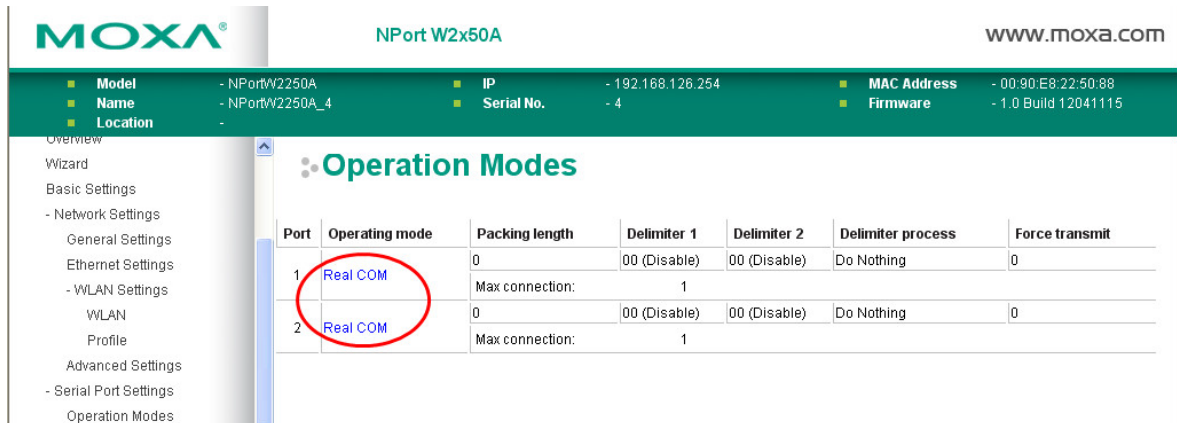 MOXA®
NPort W2x50A
www.moxa.com
Model - NPortW2250A IP - 192.168.126.254 MAC Address - 00:90:E8:22:50:88
Name - NPortW2250A_4 Serial No. - 4 Firmware - 1.0 Build 12041115
Location -
Overview
Wizard
Basic Settings
- Network Settings
General Settings
Ethernet Settings
- WLAN Settings
WLAN
Profile
Advanced Settings
- Serial Port Settings
Operation Modes
Operation Modes
Port Operating mode Packing length Delimiter 1 Delimiter 2 Delimiter process Force transmit
1 Real COM 0 00 (Disable) 00 (Disable) Do Nothing 0
Max connection: 1
2 Real COM 0 00 (Disable) 00 (Disable) Do Nothing 0
Max connection: 1